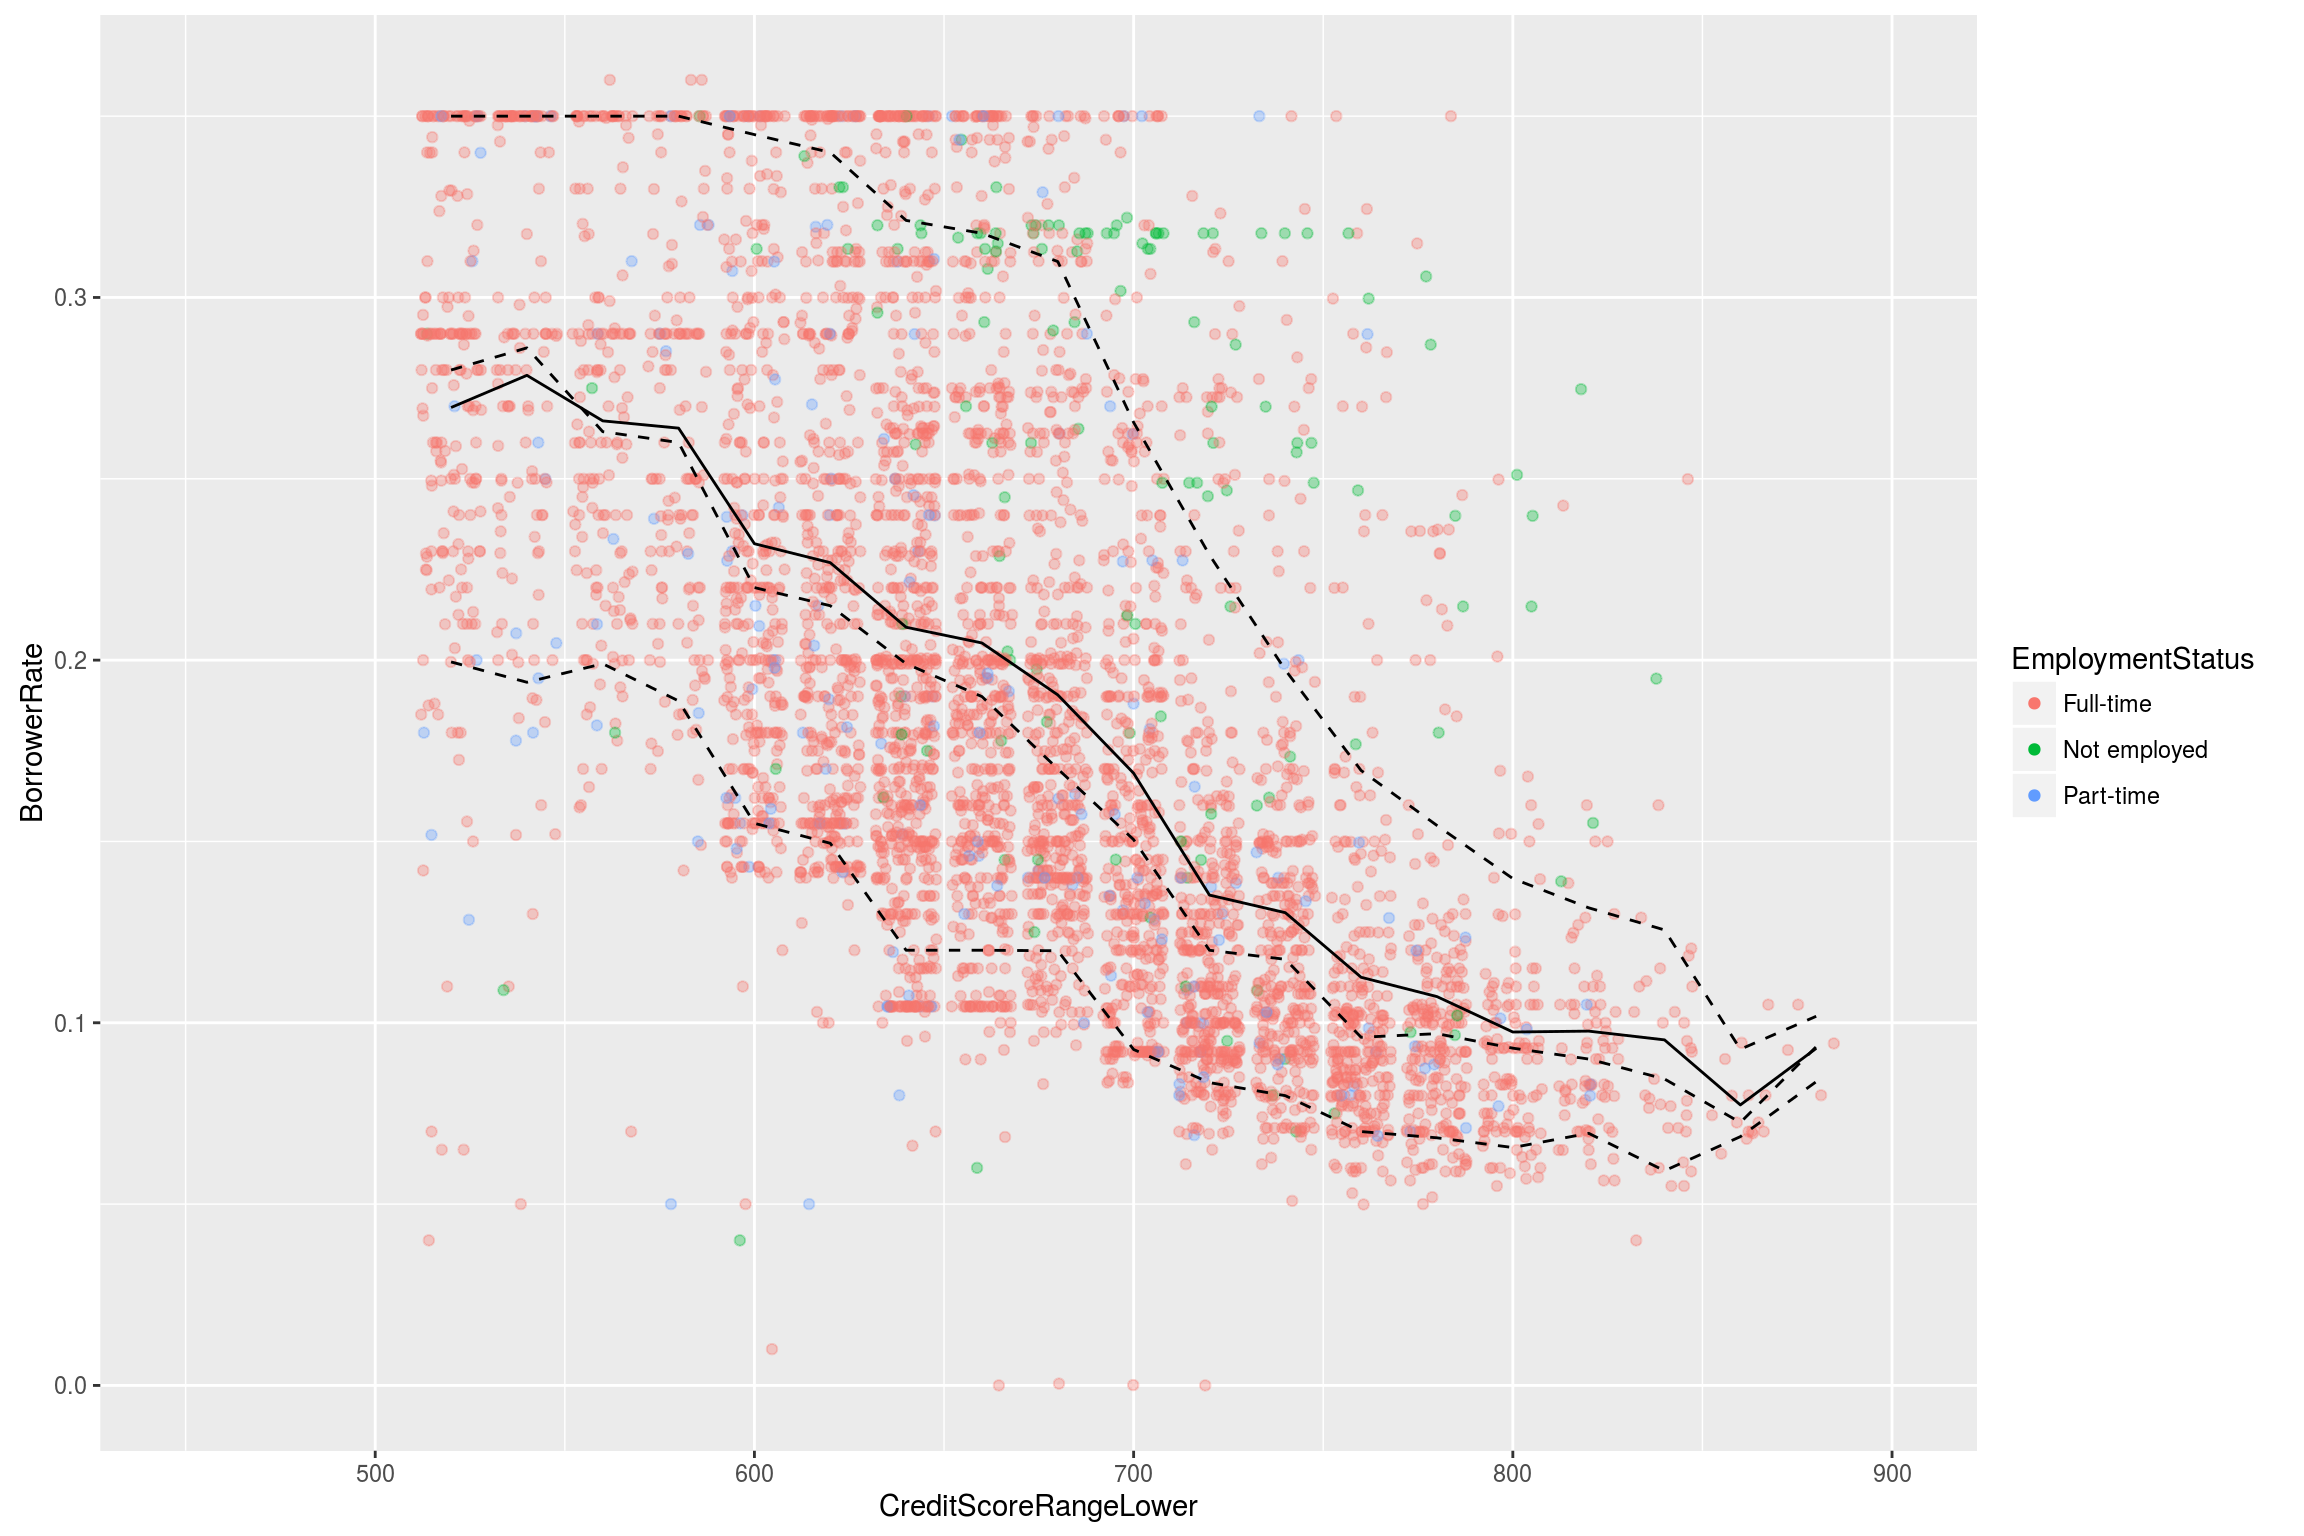 0.3
0.2
0.1
0.0
BorrowerRate
500 600 700 800 900
CreditScoreRangeLower
EmploymentStatus
Full-time
Not employed
Part-time